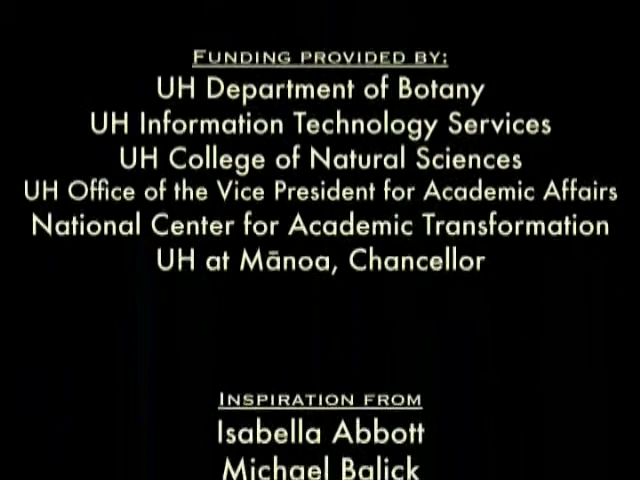 FUNDING PROVIDED BY:
UH Department of Botany
UH Information Technology Services
UH College of Natural Sciences
UH Office of the Vice President for Academic Affairs
National Center for Academic Transformation
UH at Mānoa, Chancellor
INSPIRATION FROM
Isabella Abbott
Michael Balick